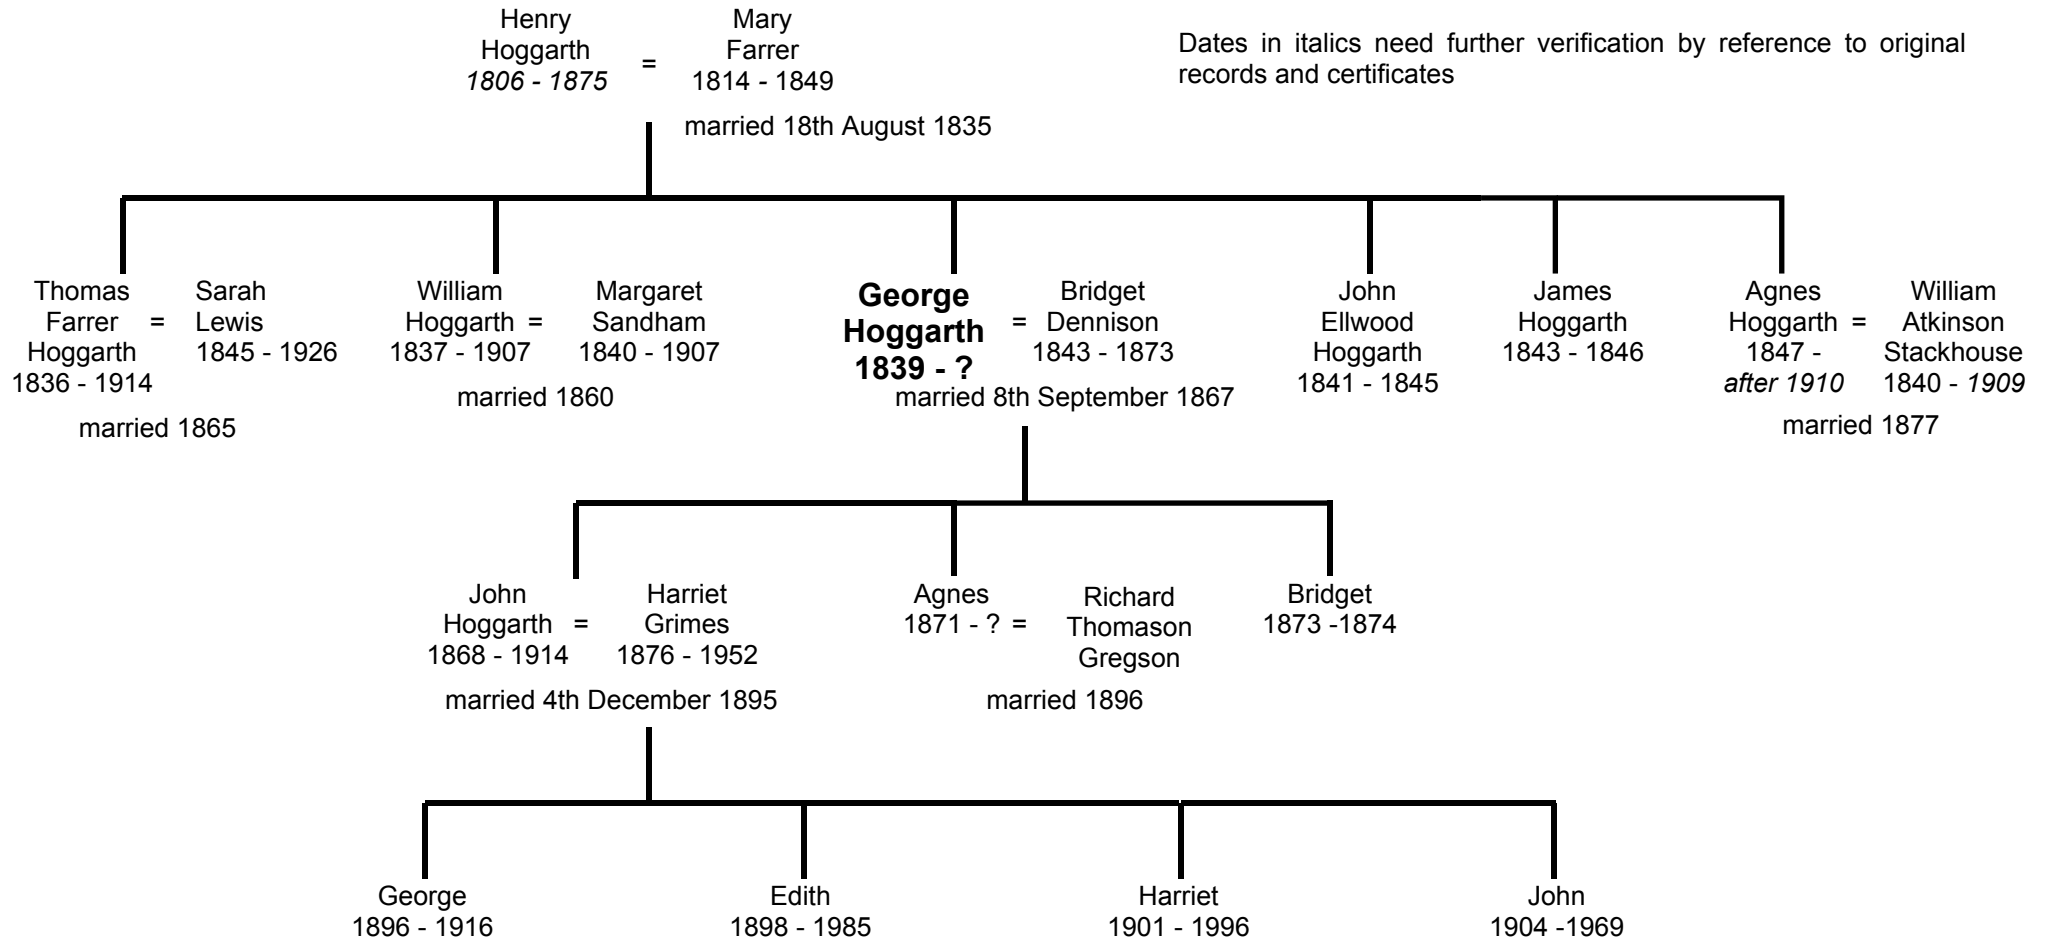 Henry
Hoggarth
1806 - 1875
=
Mary
Farrer
1814 - 1849
married 18th August 1835
Dates in italics need further verification by reference to original
records and certificates
Thomas
Farrer
Hoggarth
1836 - 1914
=
Sarah
Lewis
1845 - 1926
married 1865
William
Hoggarth
1837 - 1907
=
Margaret
Sandham
1840 - 1907
married 1860
George
Hoggarth
1839 - ?
=
Bridget
Dennison
1843 - 1873
married 8th September 1867
John
Ellwood
Hoggarth
1841 - 1845
James
Hoggarth
1843 - 1846
Agnes
Hoggarth
1847 -
after 1910
=
William
Atkinson
Stackhouse
1840 - 1909
married 1877
John
Hoggarth
1868 - 1914
=
Harriet
Grimes
1876 - 1952
married 4th December 1895
Agnes
1871 - ?
=
Richard
Thomason
Gregson
married 1896
Bridget
1873 -1874
George
1896 - 1916
Edith
1898 - 1985
Harriet
1901 - 1996
John
1904 -1969